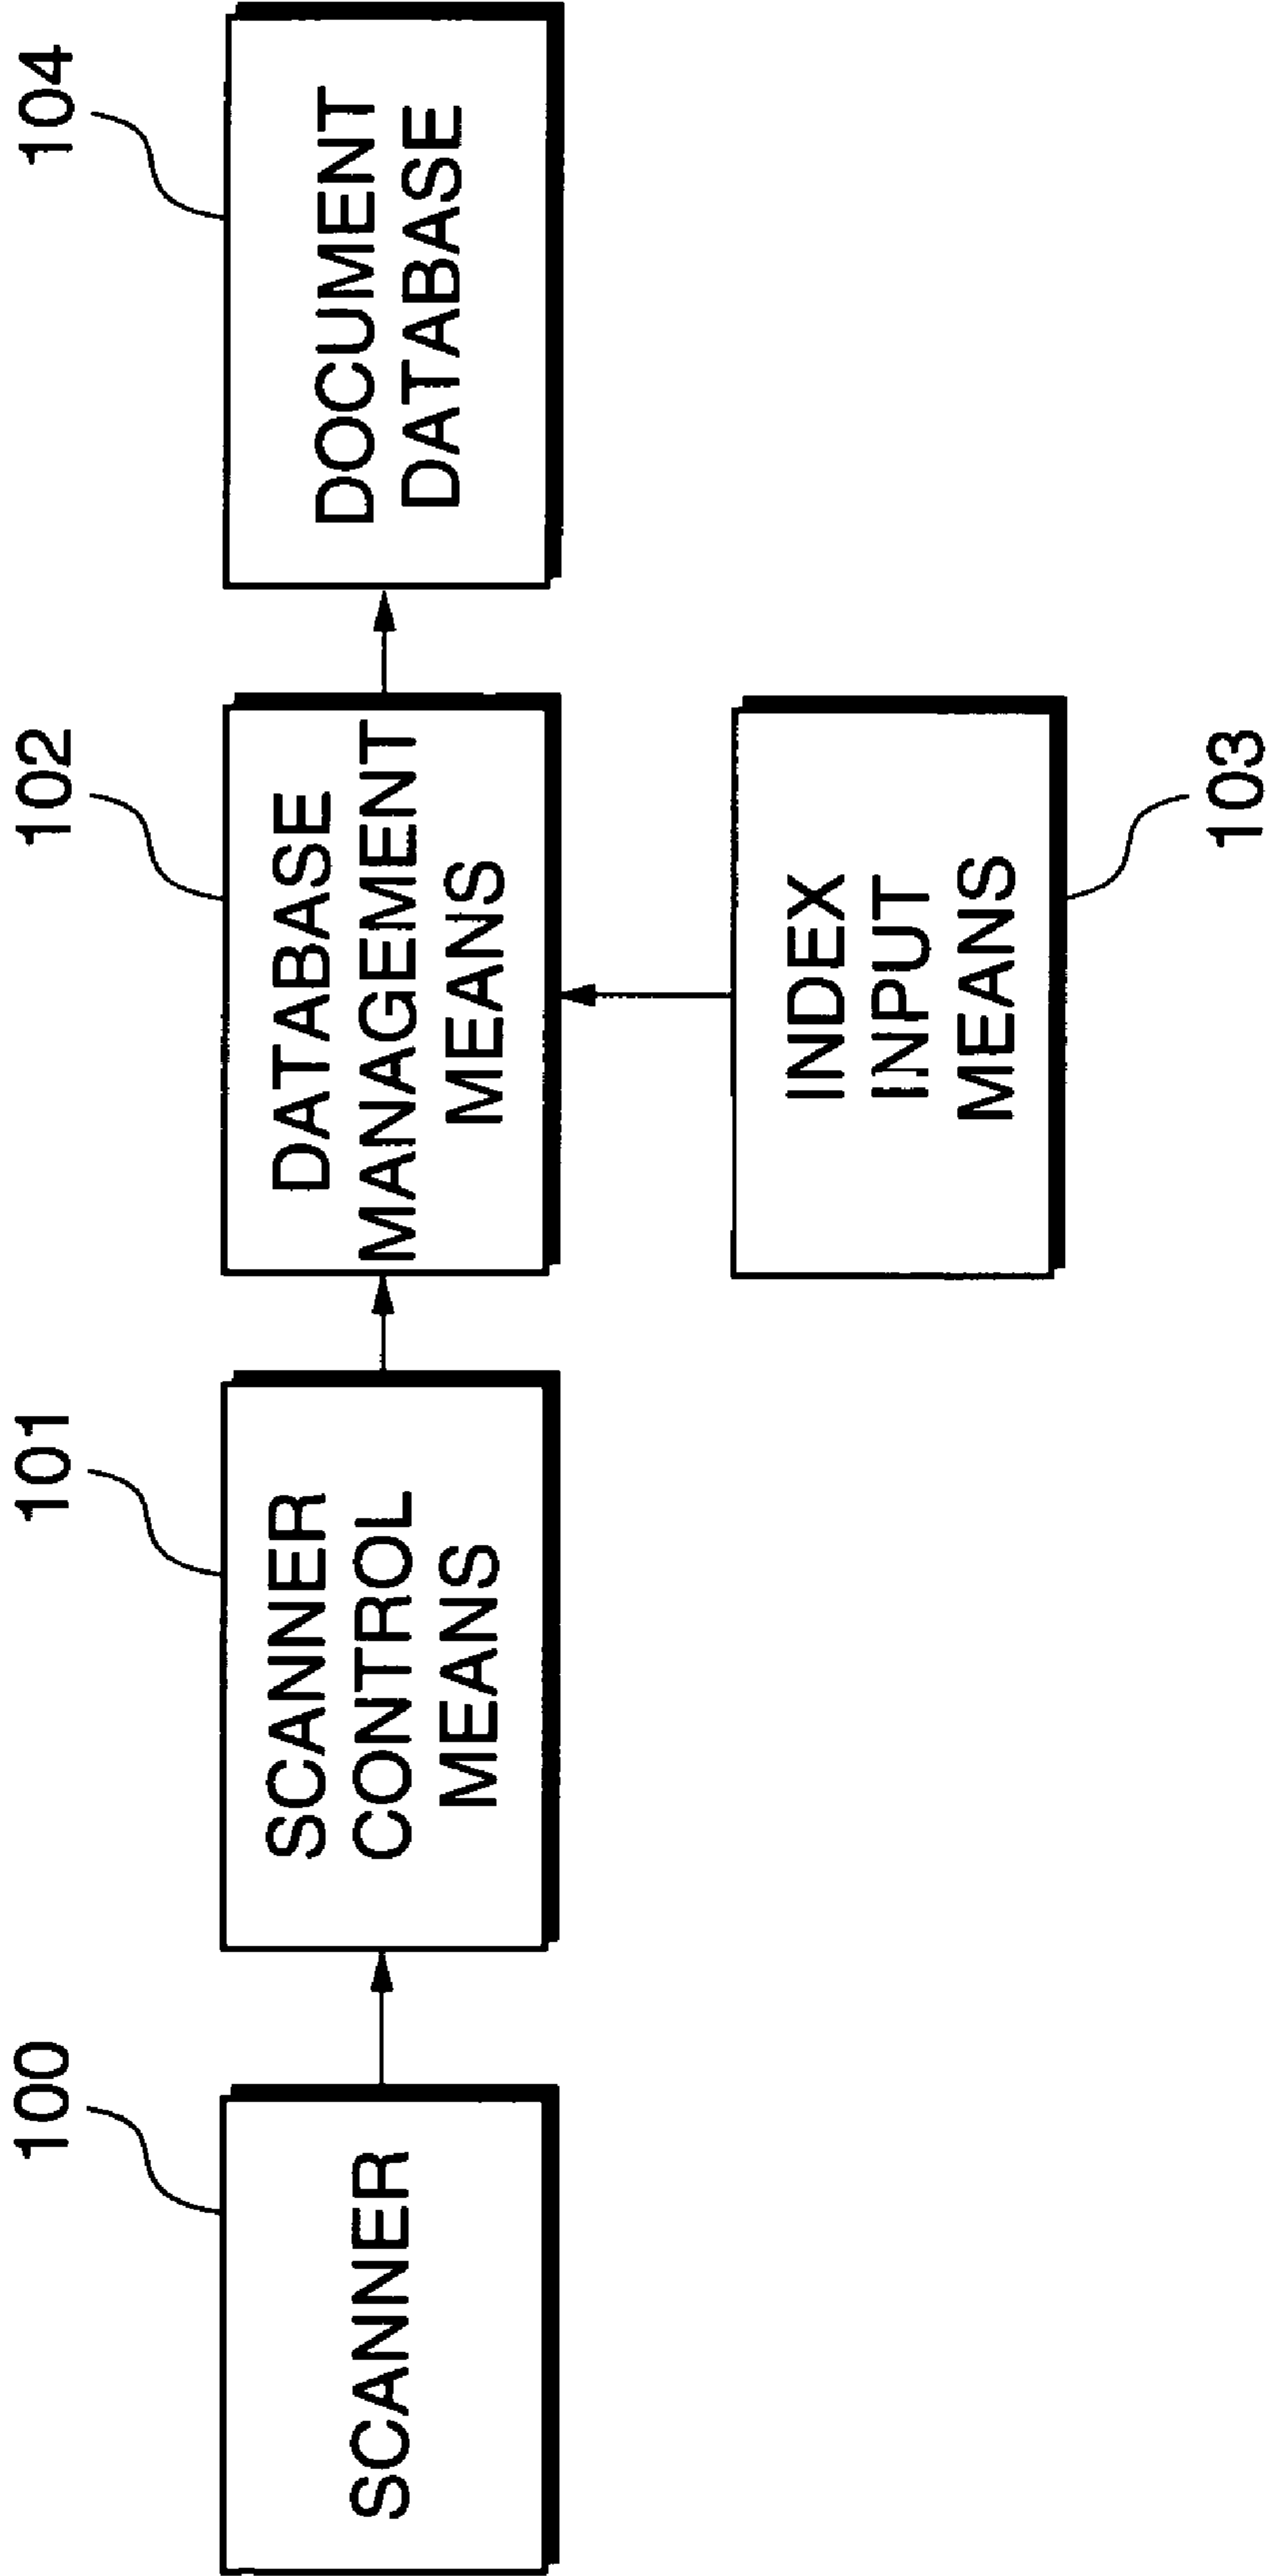 100
SCANNER
101
SCANNER
CONTROL
MEANS
102
DATABASE
MANAGEMENT
MEANS
104
DOCUMENT
DATABASE
INDEX
INPUT
MEANS
103